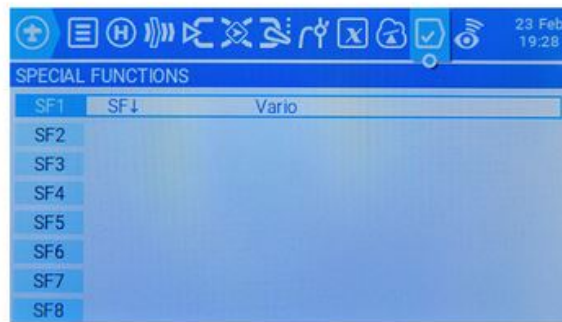 23 Feb
19:28
SPECIAL FUNCTIONS
SF1 SF↓ Vario
SF2
SF3
SF4
SF5
SF6
SF7
SF8